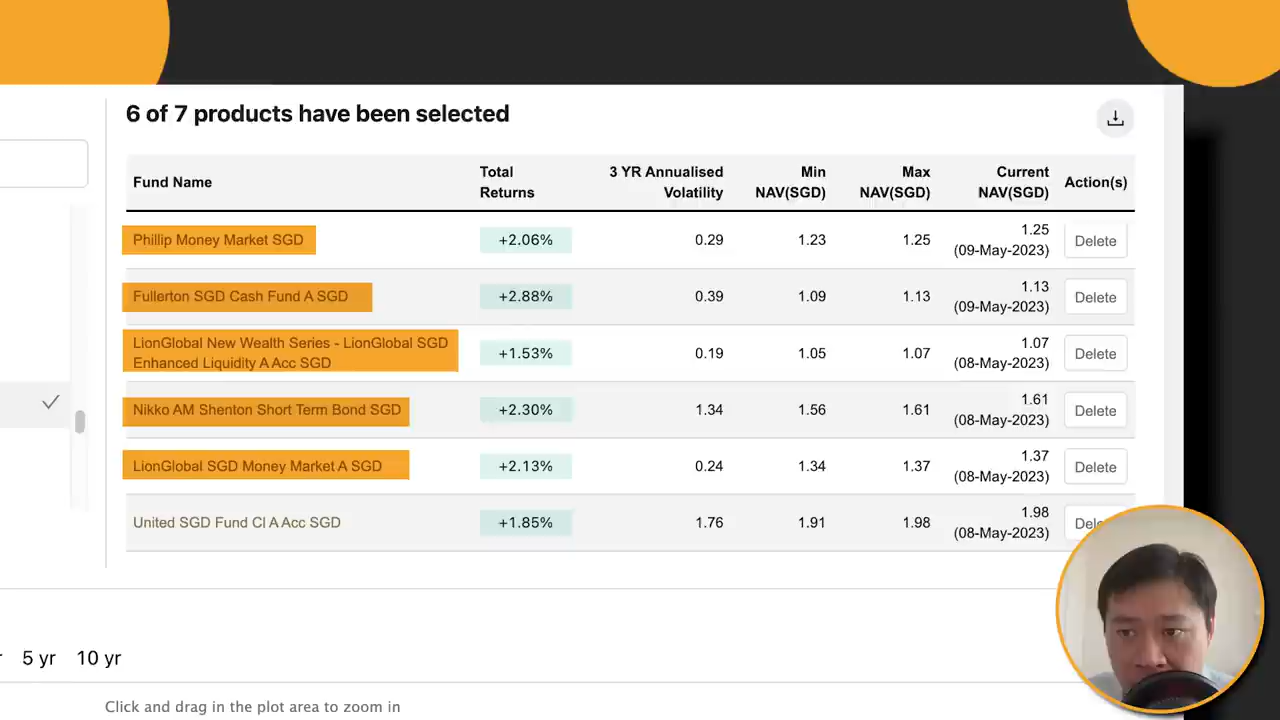 6 of 7 products have been selected
Fund Name
Total
Returns
3 YR Annualised
Volatility
Min
NAV(SGD)
Max
NAV(SGD)
Current
NAV(SGD)
Action(s)
Phillip Money Market SGD
+2.06%
0.29
1.23
1.25
1.25
(09-May-2023)
Delete
Fullerton SGD Cash Fund A SGD
+2.88%
0.39
1.09
1.13
1.13
(09-May-2023)
Delete
LionGlobal New Wealth Series - LionGlobal SGD
Enhanced Liquidity A Acc SGD
+1.53%
0.19
1.05
1.07
1.07
(08-May-2023)
Delete
Nikko AM Shenton Short Term Bond SGD
+2.30%
1.34
1.56
1.61
1.61
(08-May-2023)
Delete
LionGlobal SGD Money Market A SGD
+2.13%
0.24
1.34
1.37
1.37
(08-May-2023)
Delete
United SGD Fund Cl A Acc SGD
+1.85%
1.76
1.91
1.98
1.98
(08-May-2023)
5 yr
10 yr
Click and drag in the plot area to zoom in